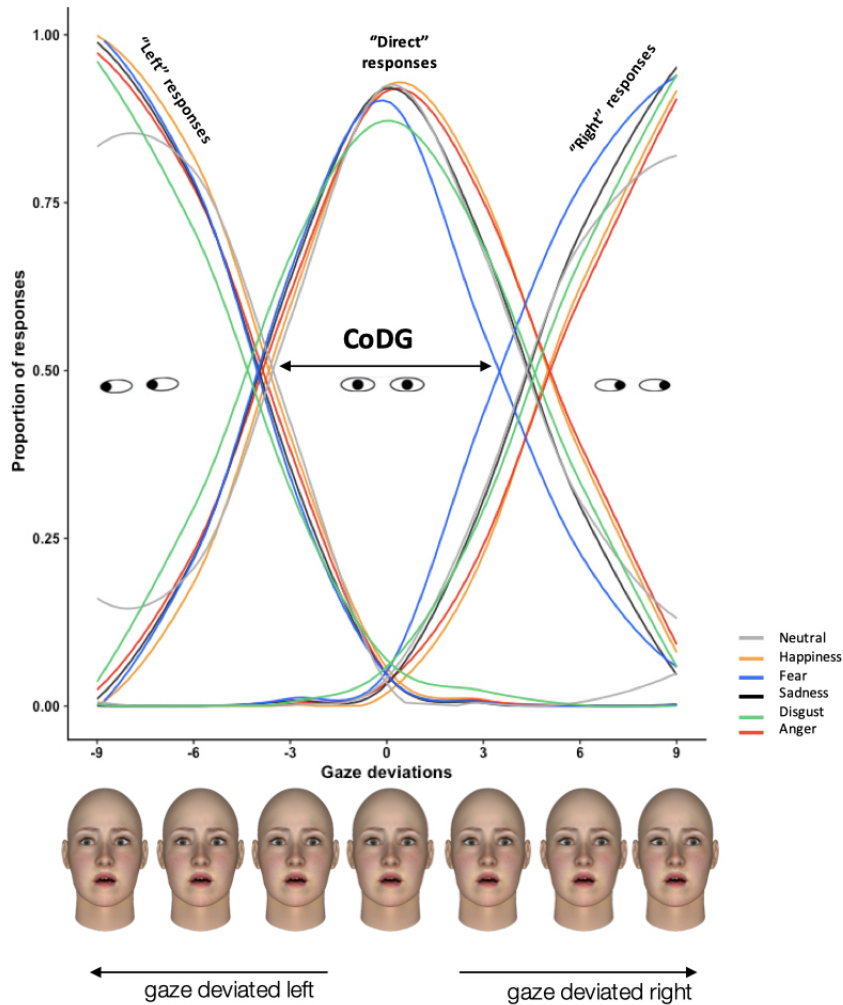 1.00
0.75
0.50
0.25
0.00
Proportion of responses
“Left” responses
“Direct”
responses
“Right” responses
CoDG
-9
-6
-3
0
3
6
9
Gaze deviations
Neutral
Happiness
Fear
Sadness
Disgust
Anger
gaze deviated left
gaze deviated right